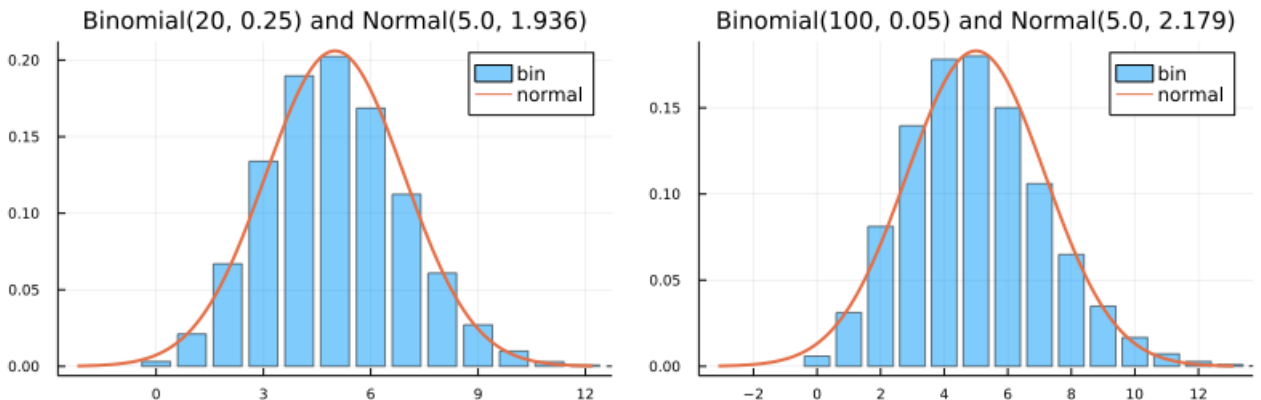 Binomial(20, 0.25) and Normal(5.0, 1.936)
bin
normal
0.20
0.15
0.10
0.05
0.00
0 3 6 9 12
Binomial(100, 0.05) and Normal(5.0, 2.179)
bin
normal
0.15
0.10
0.05
0.00
−2 0 2 4 6 8 10 12